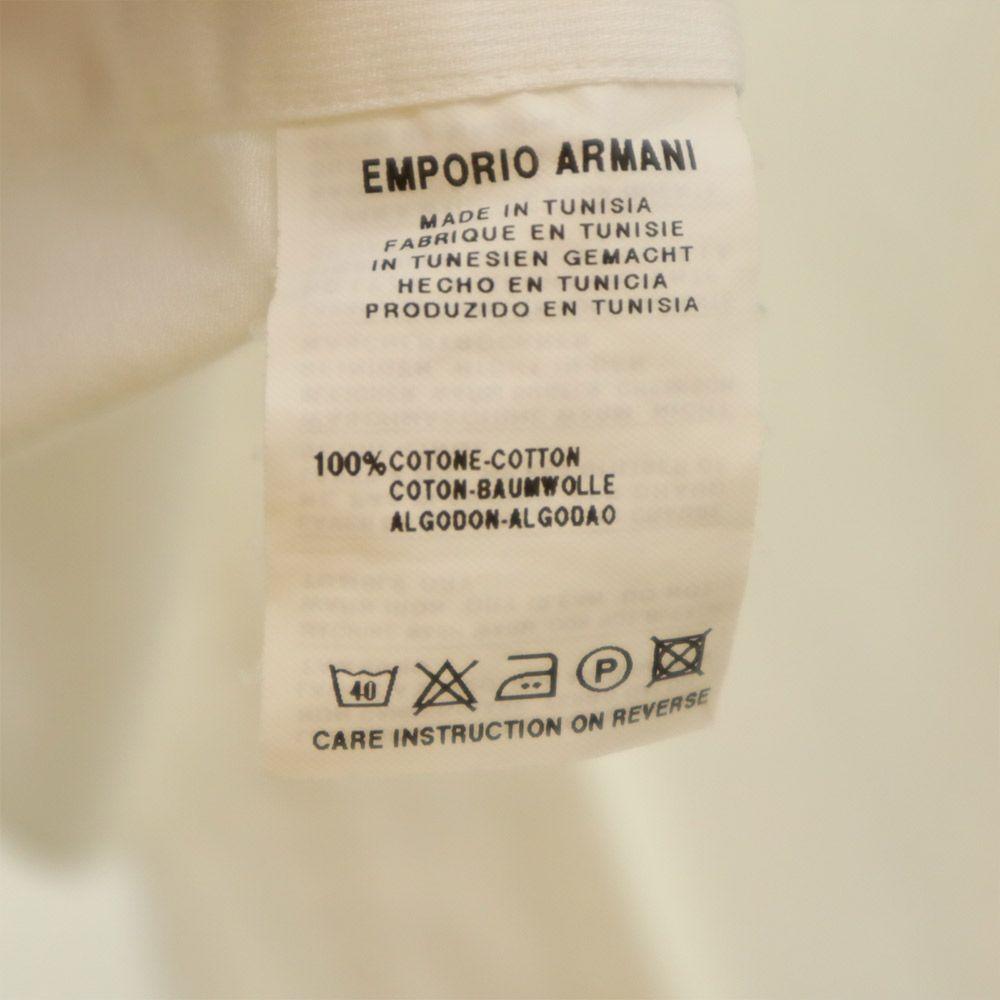 EMPORIO ARMANI
MADE IN TUNISIA
FABRIQUE EN TUNISIE
IN TUNESIEN GEMACHT
HECHO EN TUNICIA
PRODUZIDO EN TUNISIA
100% COTONE-COTTON
COTON-BAUMWOLLE
ALGODON-ALGODAO
40 P
CARE INSTRUCTION ON REVERSE